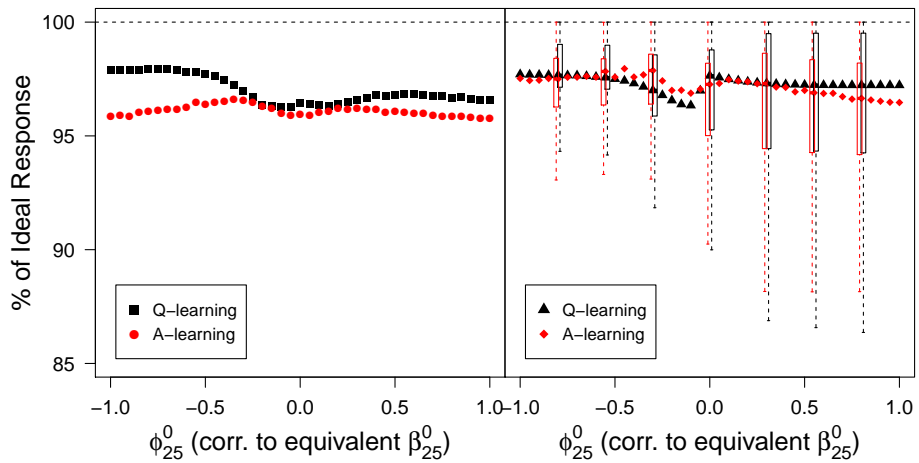 % of Ideal Response
100
95
90
85
Q−learning
A−learning
Q−learning
A−learning
−1.0 −0.5 0.0 0.5 1.0 −1.0 −0.5 0.0 0.5 1.0
ϕ⁰₂₅ (corr. to equivalent β⁰₂₅) ϕ⁰₂₅ (corr. to equivalent β⁰₂₅)